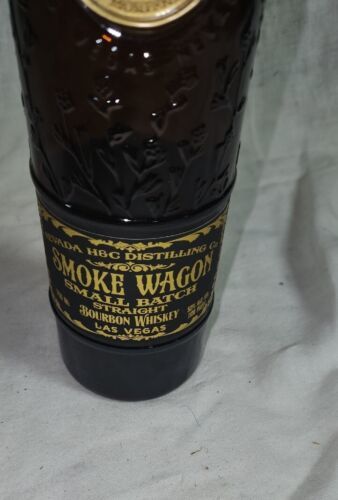 NEVADA H&C DISTILLING Co
SMOKE WAGON
SMALL BATCH
STRAIGHT
BOURBON WHISKEY
LAS VEGAS